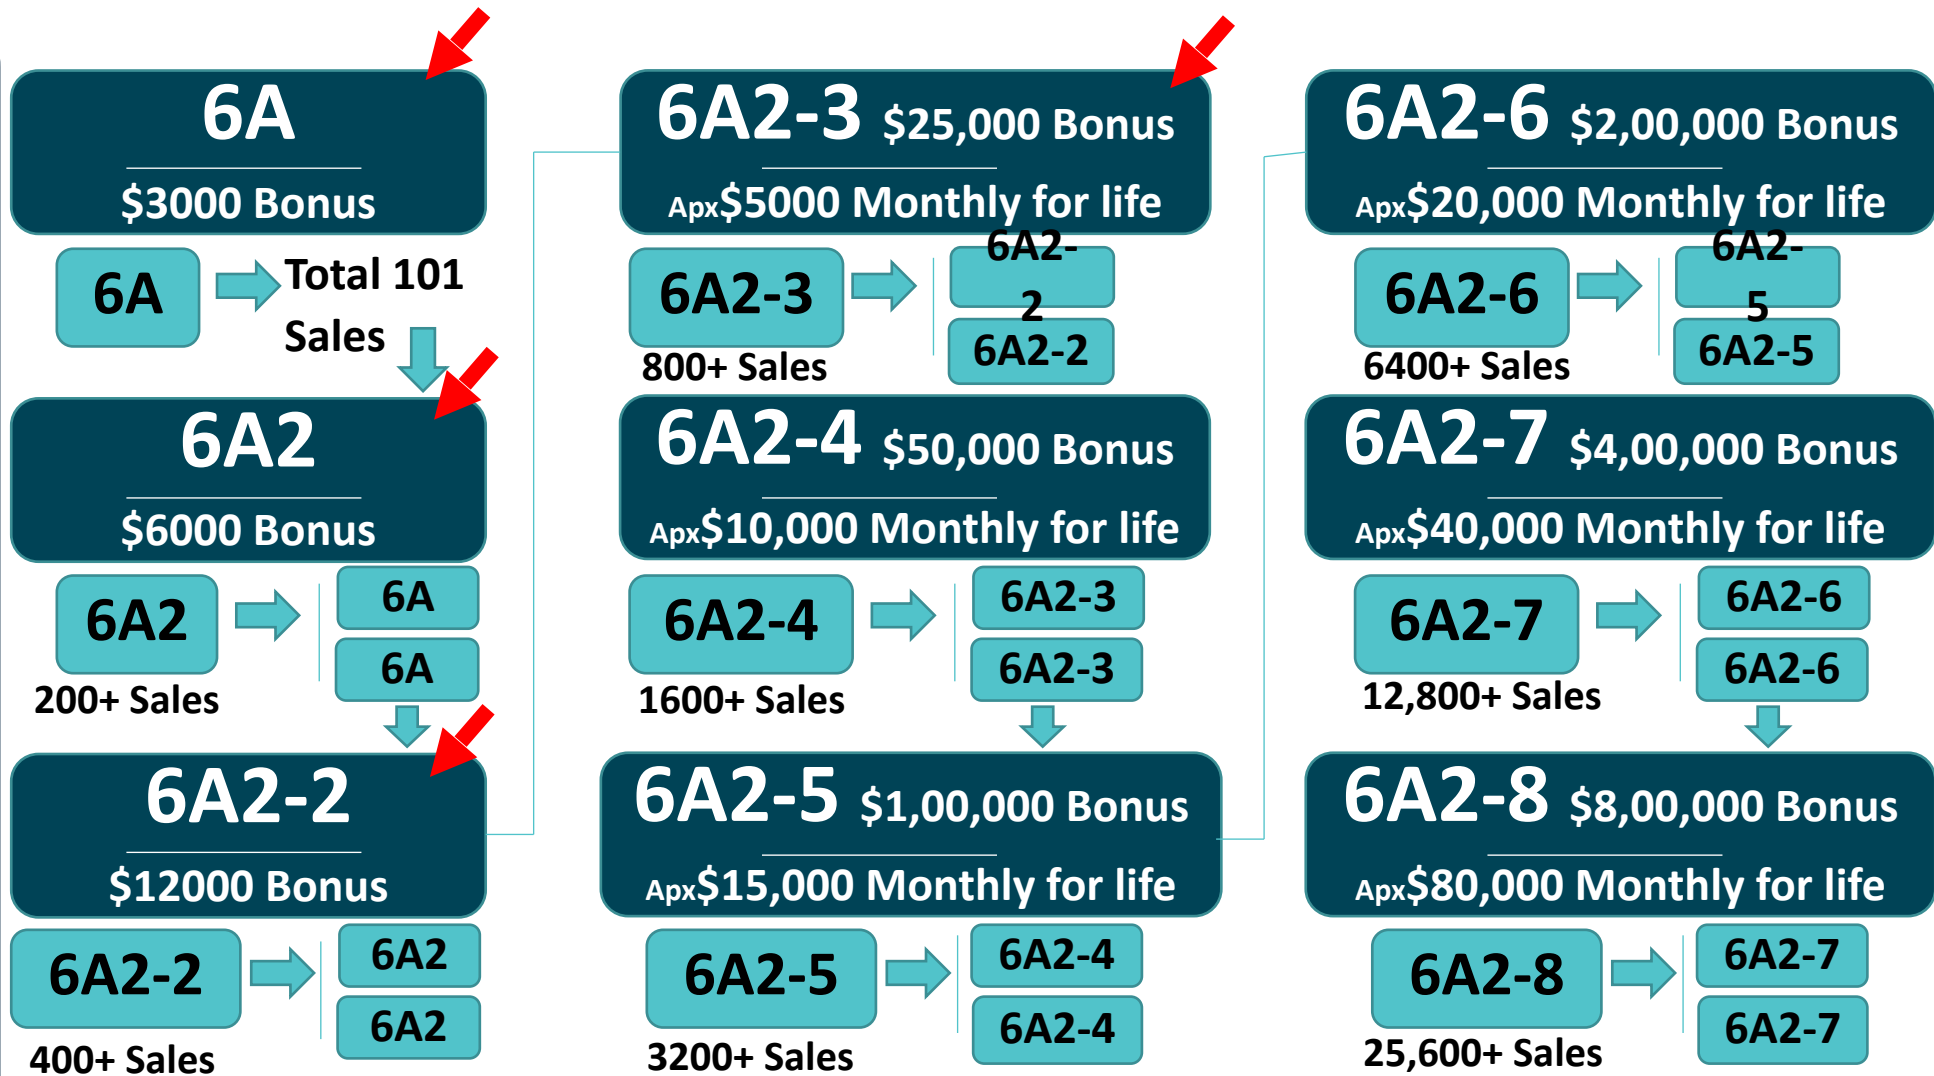 6A
$3000 Bonus
6A
Total 101
Sales
6A2
$6000 Bonus
6A2
6A
6A
200+ Sales
6A2-2
$12000 Bonus
6A2-2
6A2
6A2
400+ Sales
6A2-3 $25,000 Bonus
Apx$5000 Monthly for life
6A2-3
6A2-
2
6A2-2
800+ Sales
6A2-4 $50,000 Bonus
Apx$10,000 Monthly for life
6A2-4
6A2-3
6A2-3
1600+ Sales
6A2-5 $1,00,000 Bonus
Apx$15,000 Monthly for life
6A2-5
6A2-4
6A2-4
3200+ Sales
6A2-6 $2,00,000 Bonus
Apx$20,000 Monthly for life
6A2-6
6A2-
5
6A2-5
6400+ Sales
6A2-7 $4,00,000 Bonus
Apx$40,000 Monthly for life
6A2-7
6A2-6
6A2-6
12,800+ Sales
6A2-8 $8,00,000 Bonus
Apx$80,000 Monthly for life
6A2-8
6A2-7
6A2-7
25,600+ Sales